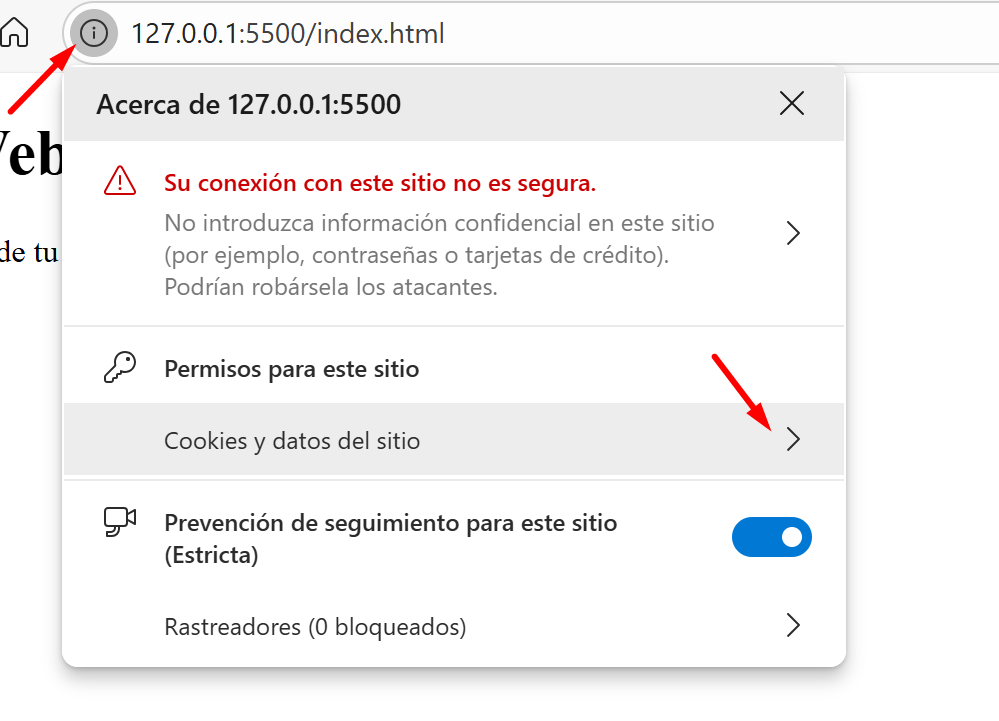 127.0.0.1:5500/index.html
Acerca de 127.0.0.1:5500
Su conexión con este sitio no es segura.
No introduzca información confidencial en este sitio
(por ejemplo, contraseñas o tarjetas de crédito).
Podrían robársela los atacantes.
Permisos para este sitio
Cookies y datos del sitio
Prevención de seguimiento para este sitio
(Estricta)
Rastreadores (0 bloqueados)
eb
de tu